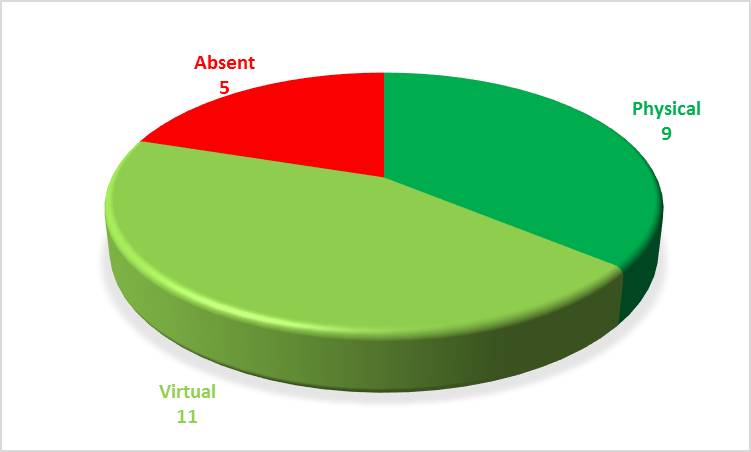 Absent
5
Physical
9
Virtual
11